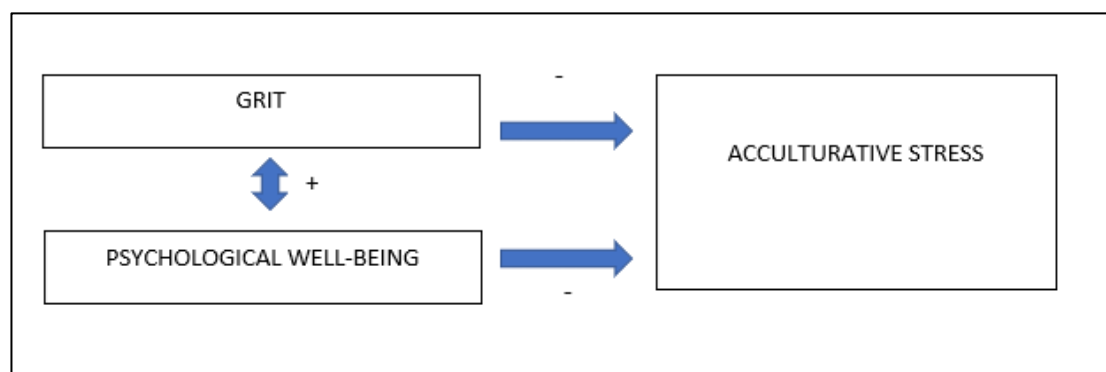 GRIT
-
ACCULTURATIVE STRESS
+
PSYCHOLOGICAL WELL-BEING
-